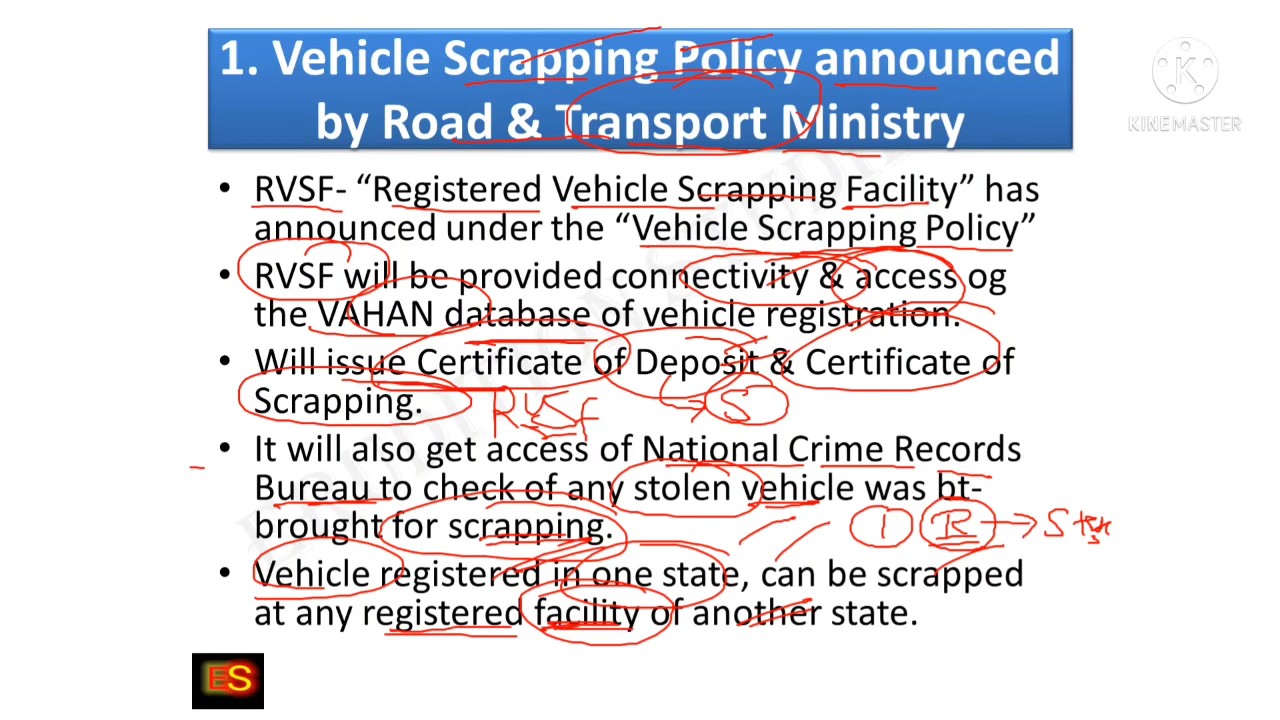 1. Vehicle Scrapping Policy announced
by Road & Transport Ministry
K
KINEMASTER
• RVSF- “Registered Vehicle Scrapping Facility” has
announced under the “Vehicle Scrapping Policy”
• RVSF will be provided connectivity & access og
the VAHAN database of vehicle registration.
• Will issue Certificate of Deposit & Certificate of
Scrapping.
RVSF
S
• It will also get access of National Crime Records
Bureau to check of any stolen vehicle was bt-
brought for scrapping.
1 R
• Vehicle registered in one state, can be scrapped
at any registered facility of another state.
ES